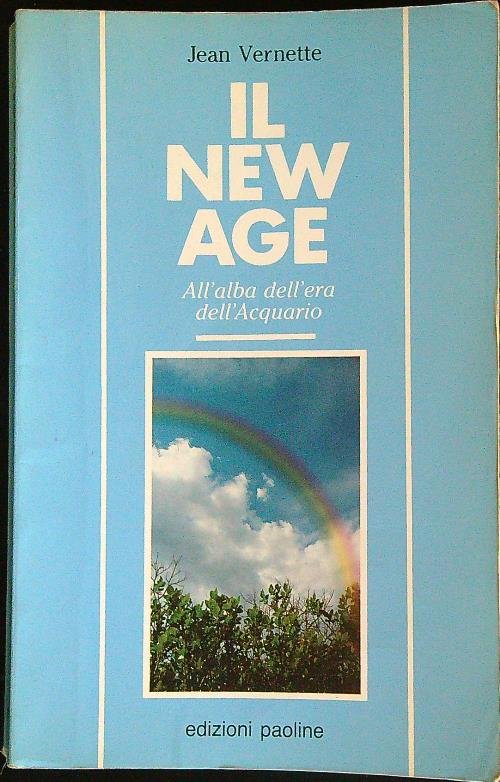 Jean Vernette
IL
NEW
AGE
All'alba dell'era
dell'Acquario
edizioni paoline